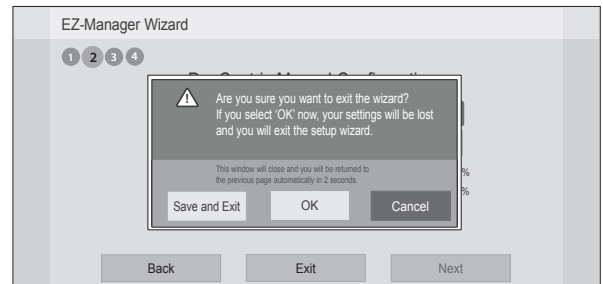 EZ-Manager Wizard
1 2 3 4
Are you sure you want to exit the wizard?
If you select 'OK' now, your settings will be lost
and you will exit the setup wizard.
This window will close and you will be returned to
the previous page automatically in 2 seconds.
%
%
Save and Exit OK Cancel
Back Exit Next